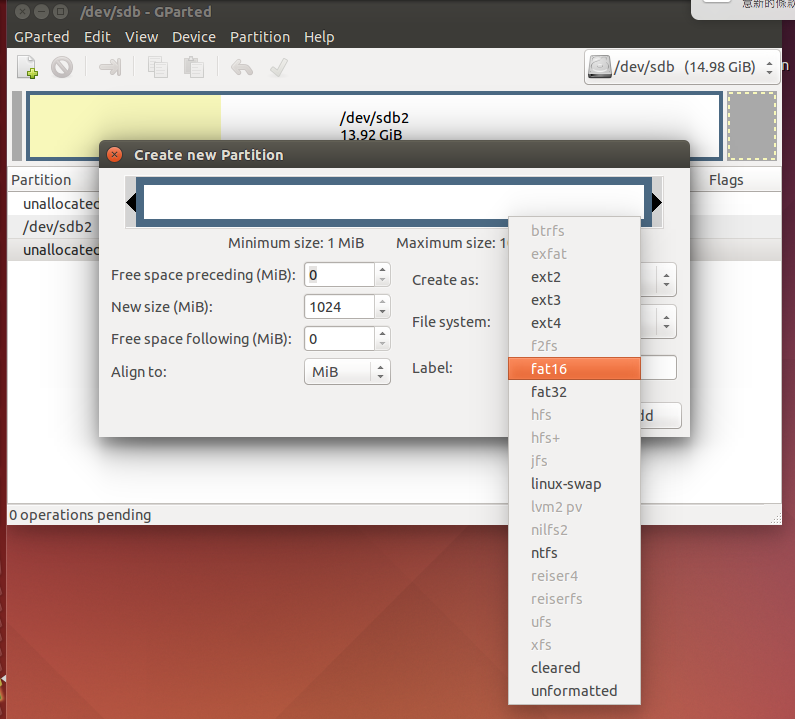 意新的條款
/dev/sdb - GParted
GParted Edit View Device Partition Help
/dev/sdb (14.98 GiB)
n
/dev/sdb2
13.92 GiB
Partition
Flags
unallocated
/dev/sdb2
unallocated
Create new Partition
Minimum size: 1 MiB
Maximum size: 1
Free space preceding (MiB): 0
New size (MiB): 1024
Free space following (MiB): 0
Align to: MiB
Create as:
File system:
Label:
dd
btrfs
exfat
ext2
ext3
ext4
f2fs
fat16
fat32
hfs
hfs+
jfs
linux-swap
lvm2 pv
nilfs2
ntfs
reiser4
reiserfs
ufs
xfs
cleared
unformatted
0 operations pending